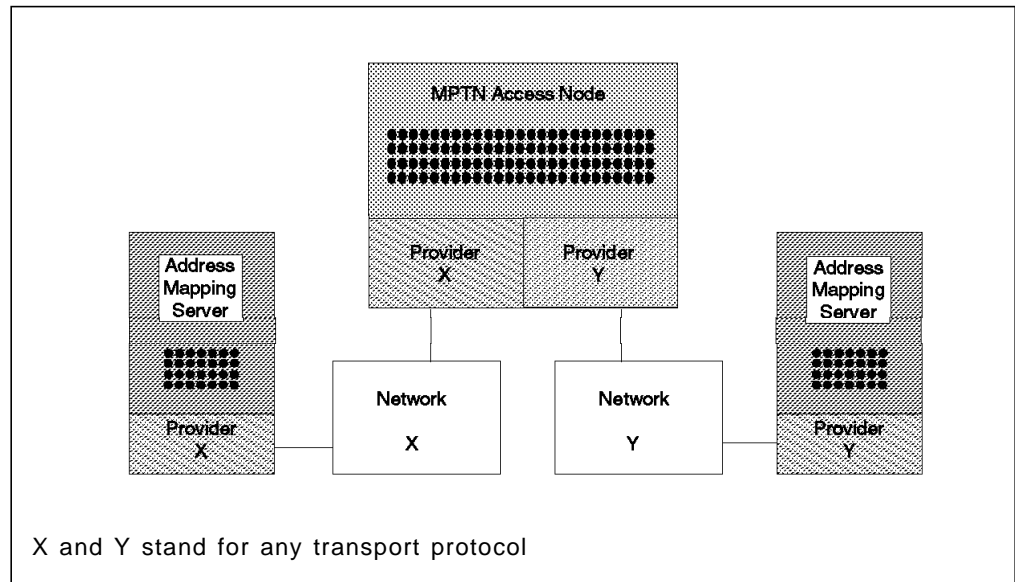 MPTN Access Node
Provider
X
Provider
Y
Address
Mapping
Server
Provider
X
Network
X
Network
Y
Address
Mapping
Server
Provider
Y
X and Y stand for any transport protocol